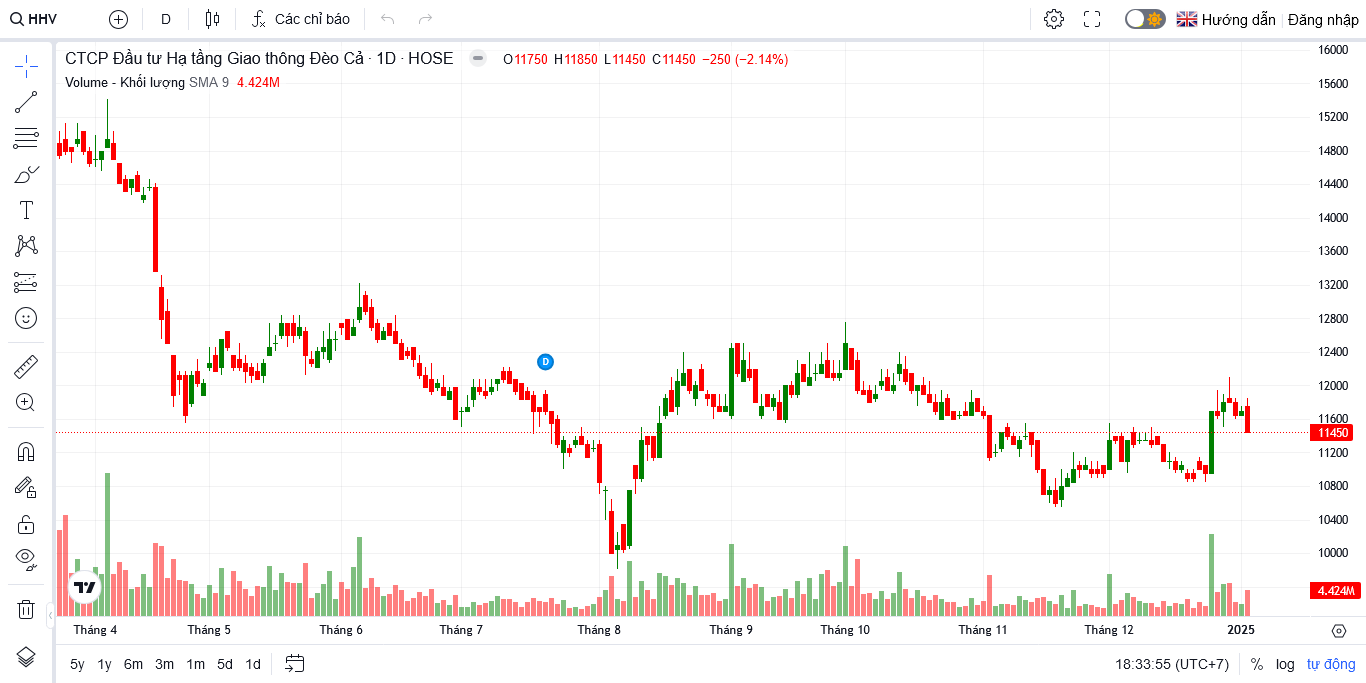 HHV D Các chỉ báo Hướng dẫn Đăng nhập
CTCP Đầu tư Hạ tầng Giao thông Đèo Cả · 1D · HOSE O11750 H11850 L11450 C11450 −250 (−2.14%)
Volume - Khối lượng SMA 9 4.424M
16000
15600
15200
14800
14400
14000
13600
13200
12800
12400
D
12000
11600
11450
11200
10800
10400
10000
4.424M
Tháng 4 Tháng 5 Tháng 6 Tháng 7 Tháng 8 Tháng 9 Tháng 10 Tháng 11 Tháng 12 2025
5y 1y 6m 3m 1m 5d 1d 18:33:55 (UTC+7) % log tự động